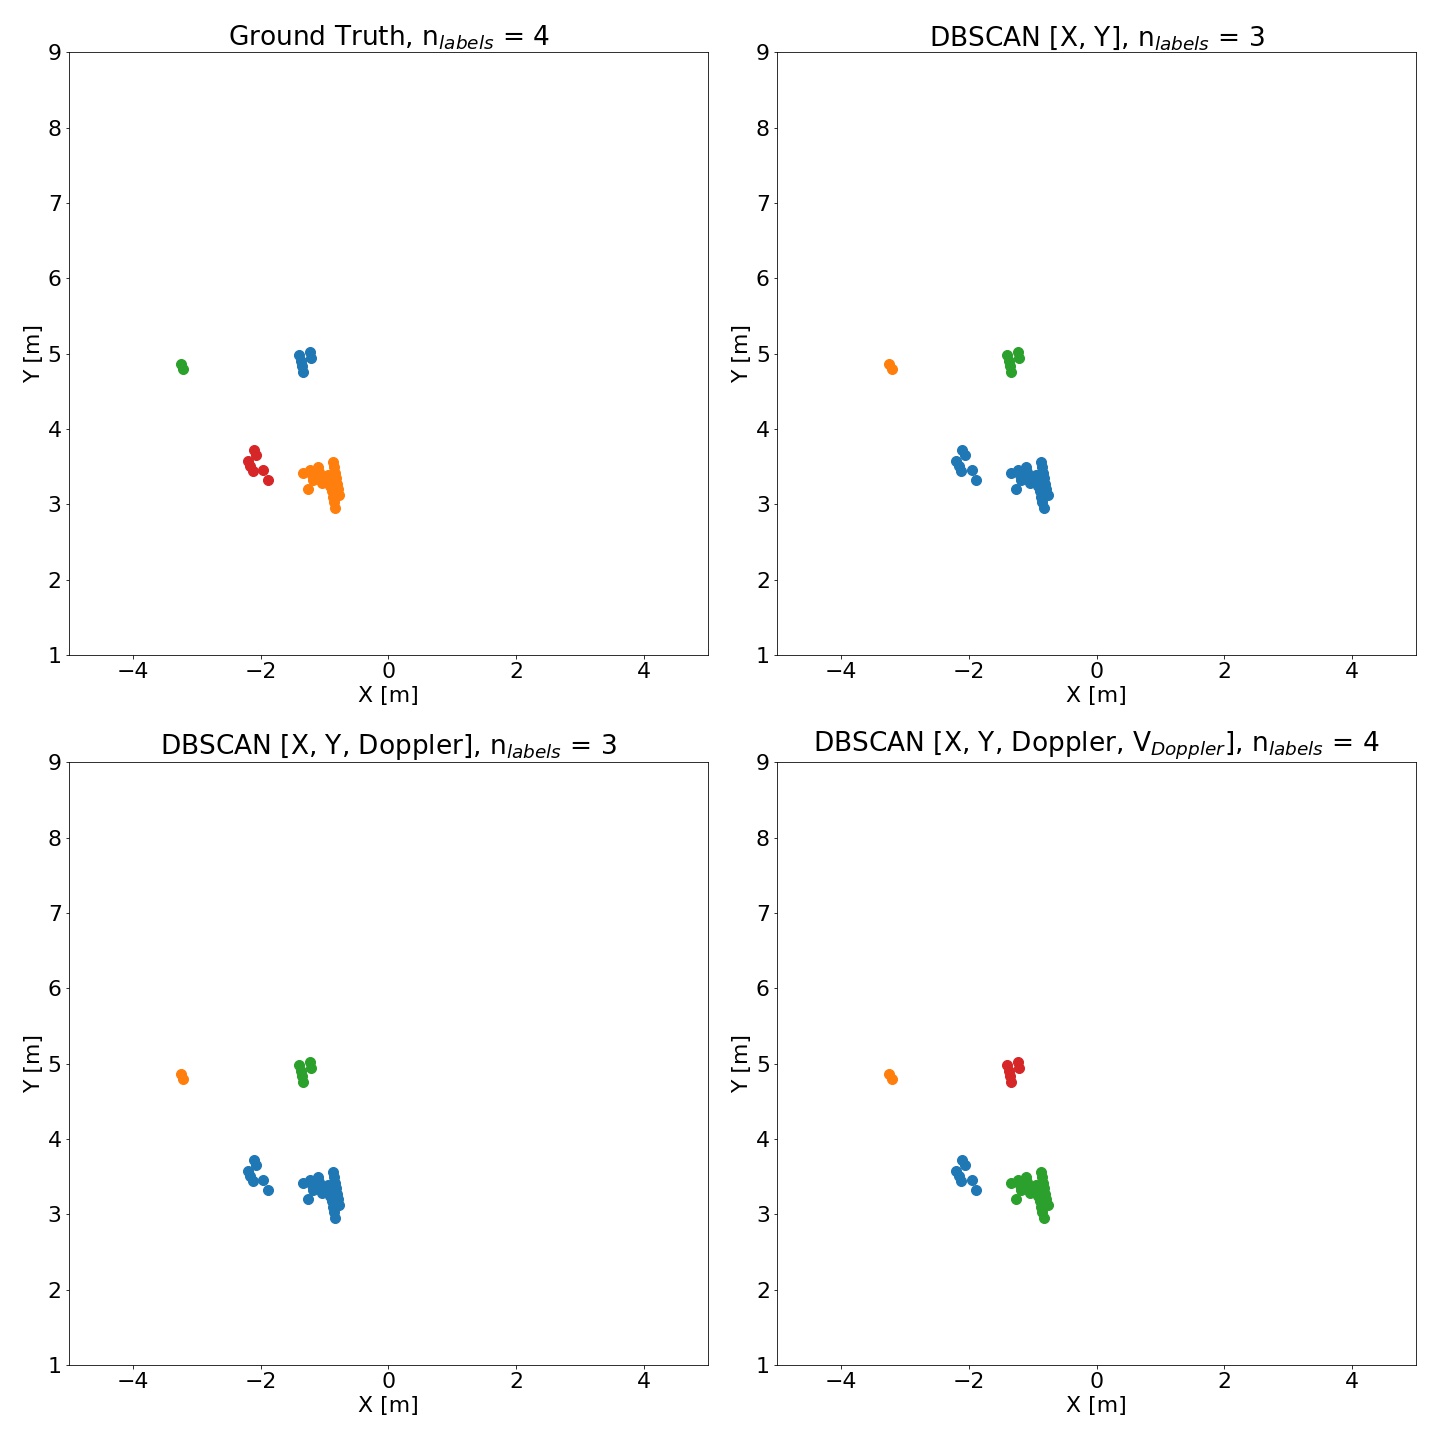 Ground Truth, n_labels = 4
9
8
7
6
5
4
3
2
1
Y [m]
−4 −2 0 2 4
X [m]
DBSCAN [X, Y], n_labels = 3
9
8
7
6
5
4
3
2
1
Y [m]
−4 −2 0 2 4
X [m]
DBSCAN [X, Y, Doppler], n_labels = 3
9
8
7
6
5
4
3
2
1
Y [m]
−4 −2 0 2 4
X [m]
DBSCAN [X, Y, Doppler, V_Doppler], n_labels = 4
9
8
7
6
5
4
3
2
1
Y [m]
−4 −2 0 2 4
X [m]